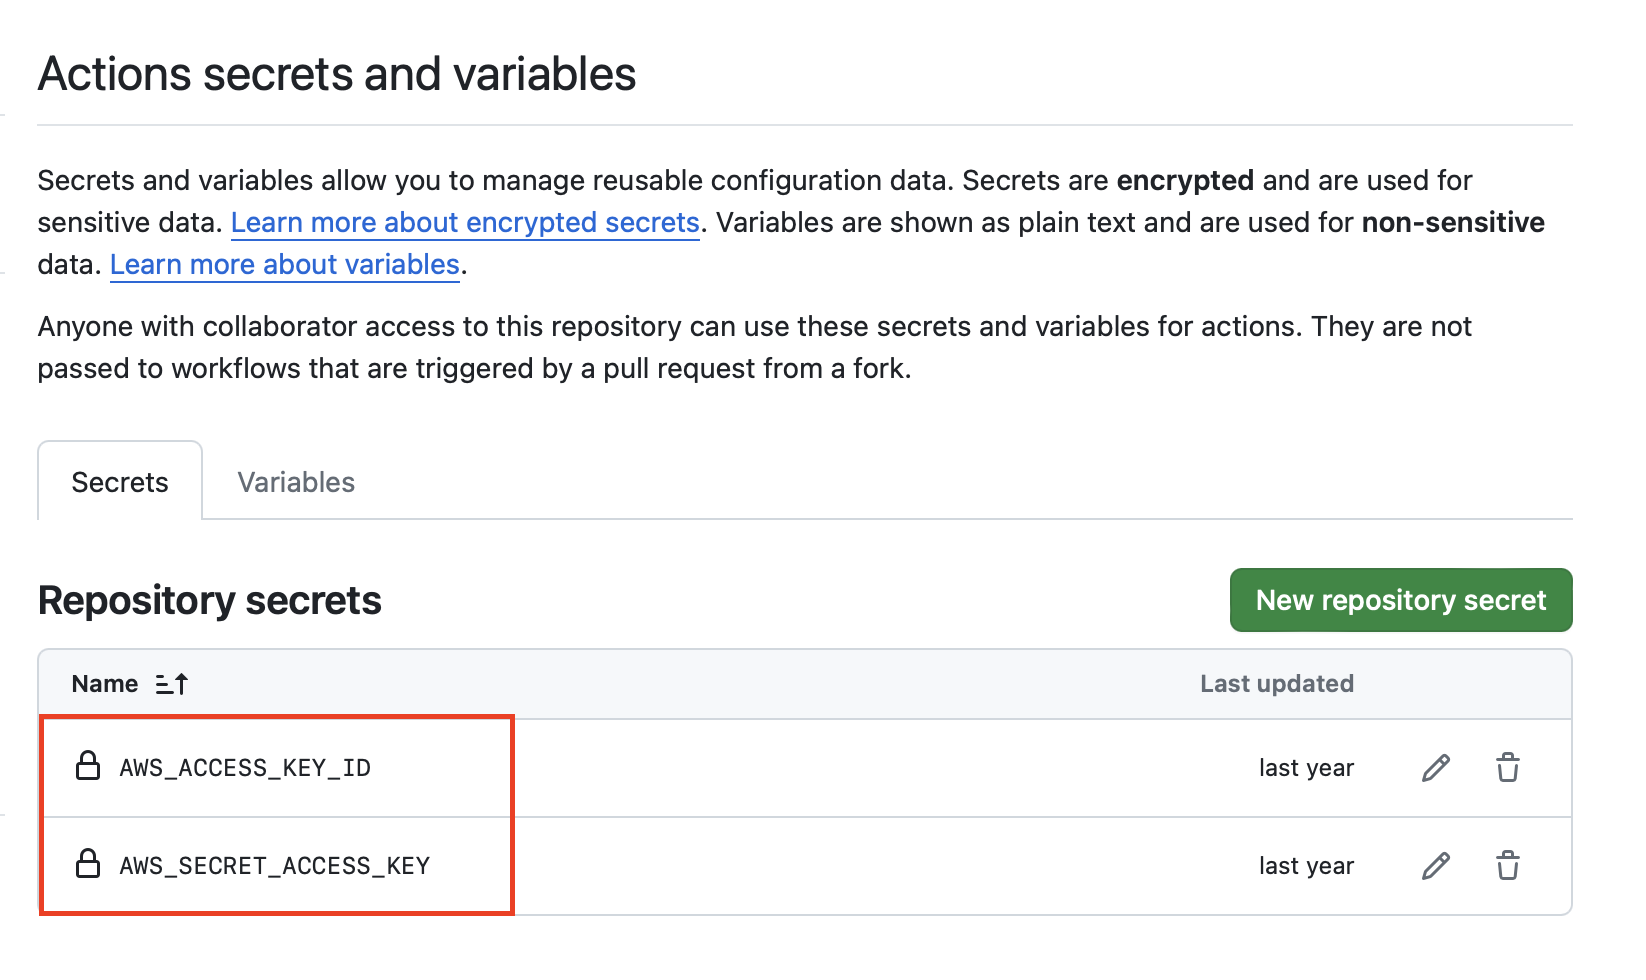 Actions secrets and variables
Secrets and variables allow you to manage reusable configuration data. Secrets are encrypted and are used for
sensitive data. Learn more about encrypted secrets. Variables are shown as plain text and are used for non-sensitive
data. Learn more about variables.
Anyone with collaborator access to this repository can use these secrets and variables for actions. They are not
passed to workflows that are triggered by a pull request from a fork.
Secrets Variables
Repository secrets New repository secret
Name Last updated
AWS_ACCESS_KEY_ID last year
AWS_SECRET_ACCESS_KEY last year